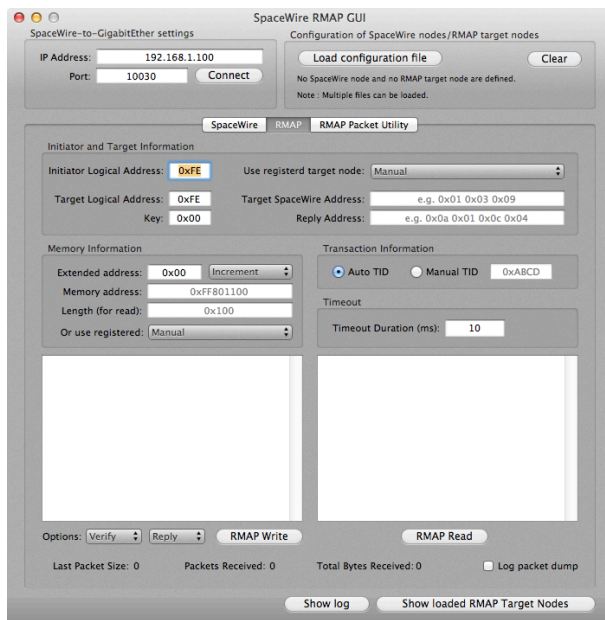 SpaceWire RMAP GUI
SpaceWire-to-GigabitEther settings
IP Address: 192.168.1.100
Port: 10030 Connect
Configuration of SpaceWire nodes/RMAP target nodes
Load configuration file Clear
No SpaceWire node and no RMAP target node are defined.
Note : Multiple files can be loaded.
SpaceWire RMAP RMAP Packet Utility
Initiator and Target Information
Initiator Logical Address: 0xFE Use registerd target node: Manual
Target Logical Address: 0xFE Target SpaceWire Address: e.g. 0x01 0x03 0x09
Key: 0x00 Reply Address: e.g. 0x0a 0x01 0x0c 0x04
Memory Information
Extended address: 0x00 Increment
Memory address: 0xFF801100
Length (for read): 0x100
Or use registered: Manual
Transaction Information
Auto TID Manual TID 0xABCD
Timeout
Timeout Duration (ms): 10
Options: Verify Reply RMAP Write RMAP Read
Last Packet Size: 0 Packets Received: 0 Total Bytes Received: 0 Log packet dump
Show log Show loaded RMAP Target Nodes